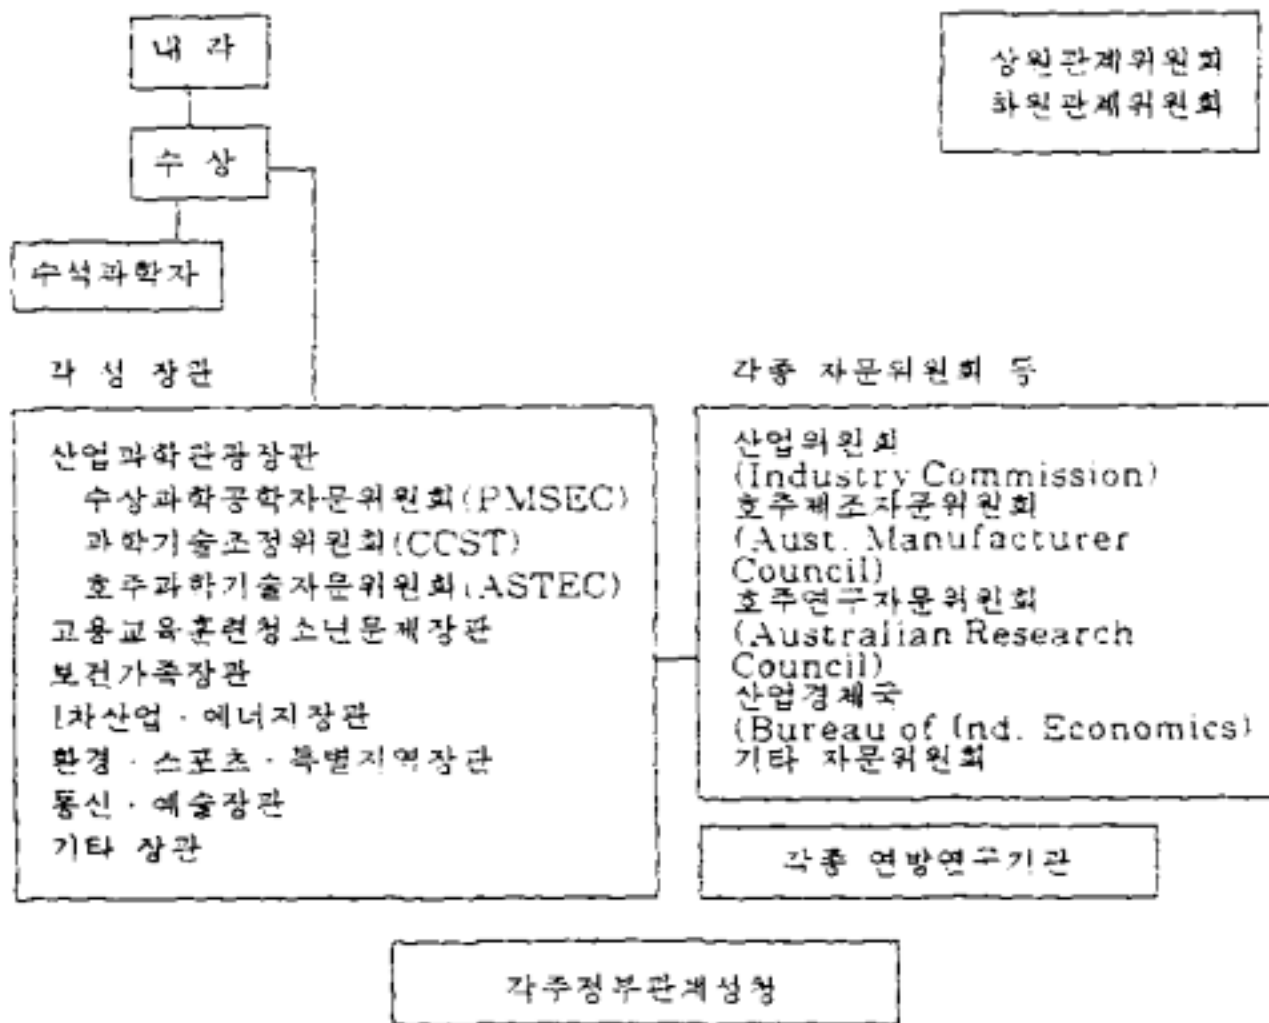 내 각
수 상
수석과학자
상원관계위원회
하원관계위원회
각 성 장관
산업과학관광장관
수상과학공학자문위원회(PMSEC)
과학기술조정위원회(CCST)
호주과학기술자문위원회(ASTEC)
고용교육훈련청소년문제장관
보건가족장관
1차산업 · 에너지장관
환경 · 스포츠 · 특별지역장관
통신 · 예술장관
기타 장관
각종 자문위원회 등
산업위원회
(Industry Commission)
호주제조자문위원회
(Aust. Manufacturer
Council)
호주연구자문위원회
(Australian Research
Council)
산업경제국
(Bureau of Ind. Economics)
기타 자문위원회
각종 연방연구기관
각주정부관계성청